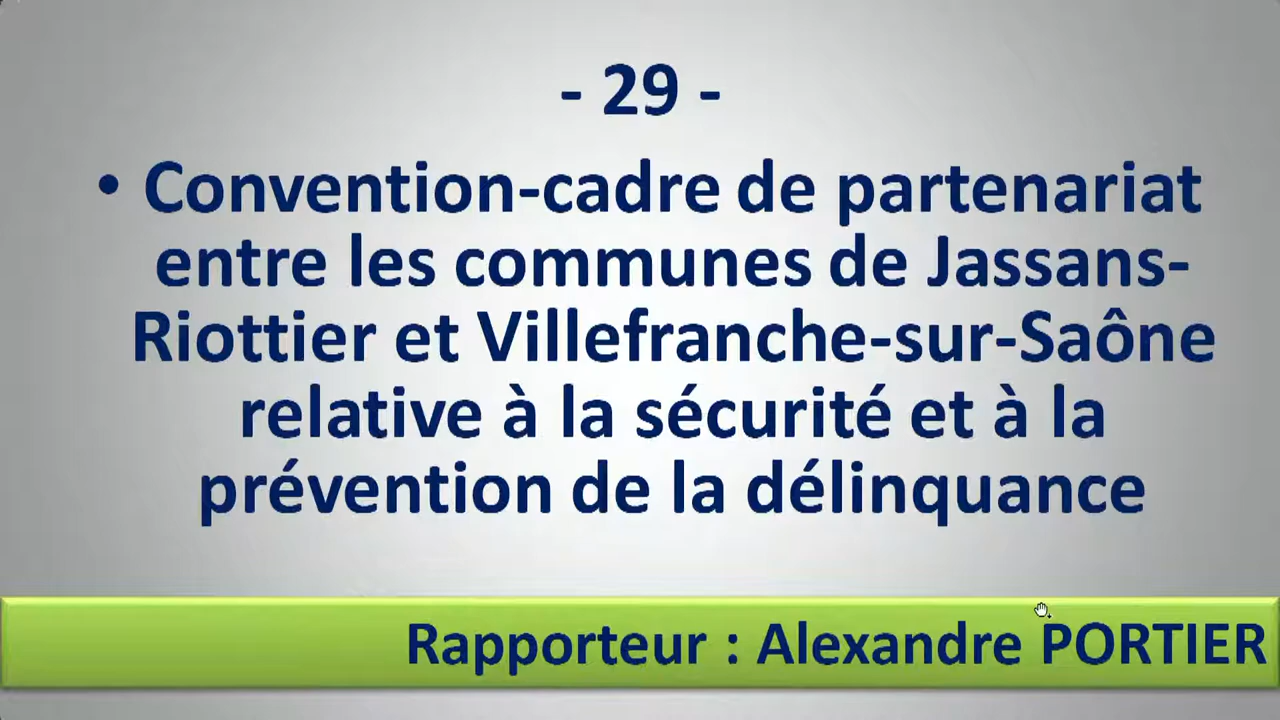 - 29 -
• Convention-cadre de partenariat
entre les communes de Jassans-
Riottier et Villefranche-sur-Saône
relative à la sécurité et à la
prévention de la délinquance
Rapporteur : Alexandre PORTIER